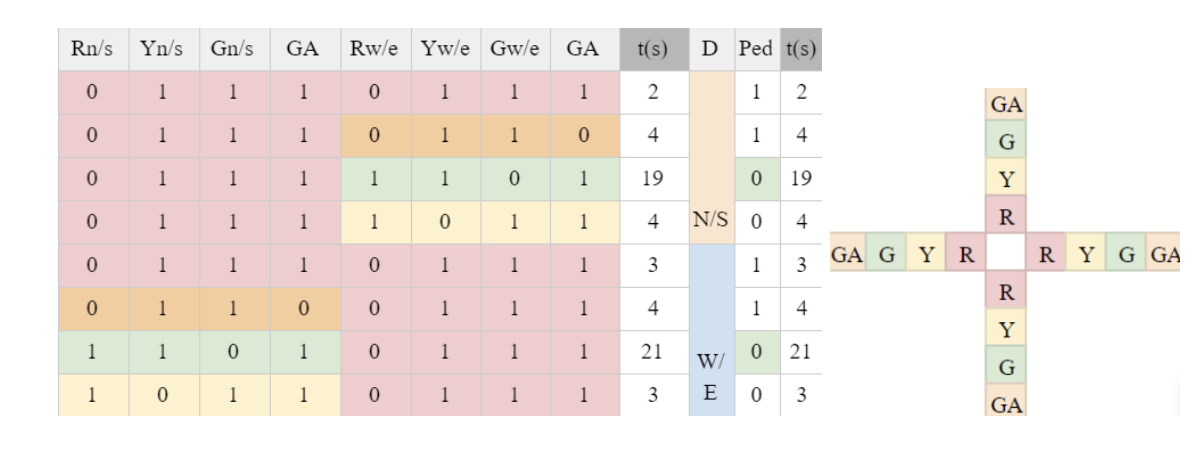 Rn/s Yn/s Gn/s GA Rw/e Yw/e Gw/e GA t(s) D Ped t(s)
0 1 1 1 0 1 1 1 2 1 2
0 1 1 1 0 1 1 0 4 1 4
0 1 1 1 1 1 0 1 19 0 19
0 1 1 1 1 0 1 1 4 N/S 0 4
0 1 1 1 0 1 1 1 3 1 3
0 1 1 0 0 1 1 1 4 1 4
1 1 0 1 0 1 1 1 21 W/ 0 21
1 0 1 1 0 1 1 1 3 E 0 3
GA
G
Y
R
GA G Y R R Y G GA
R
Y
G
GA